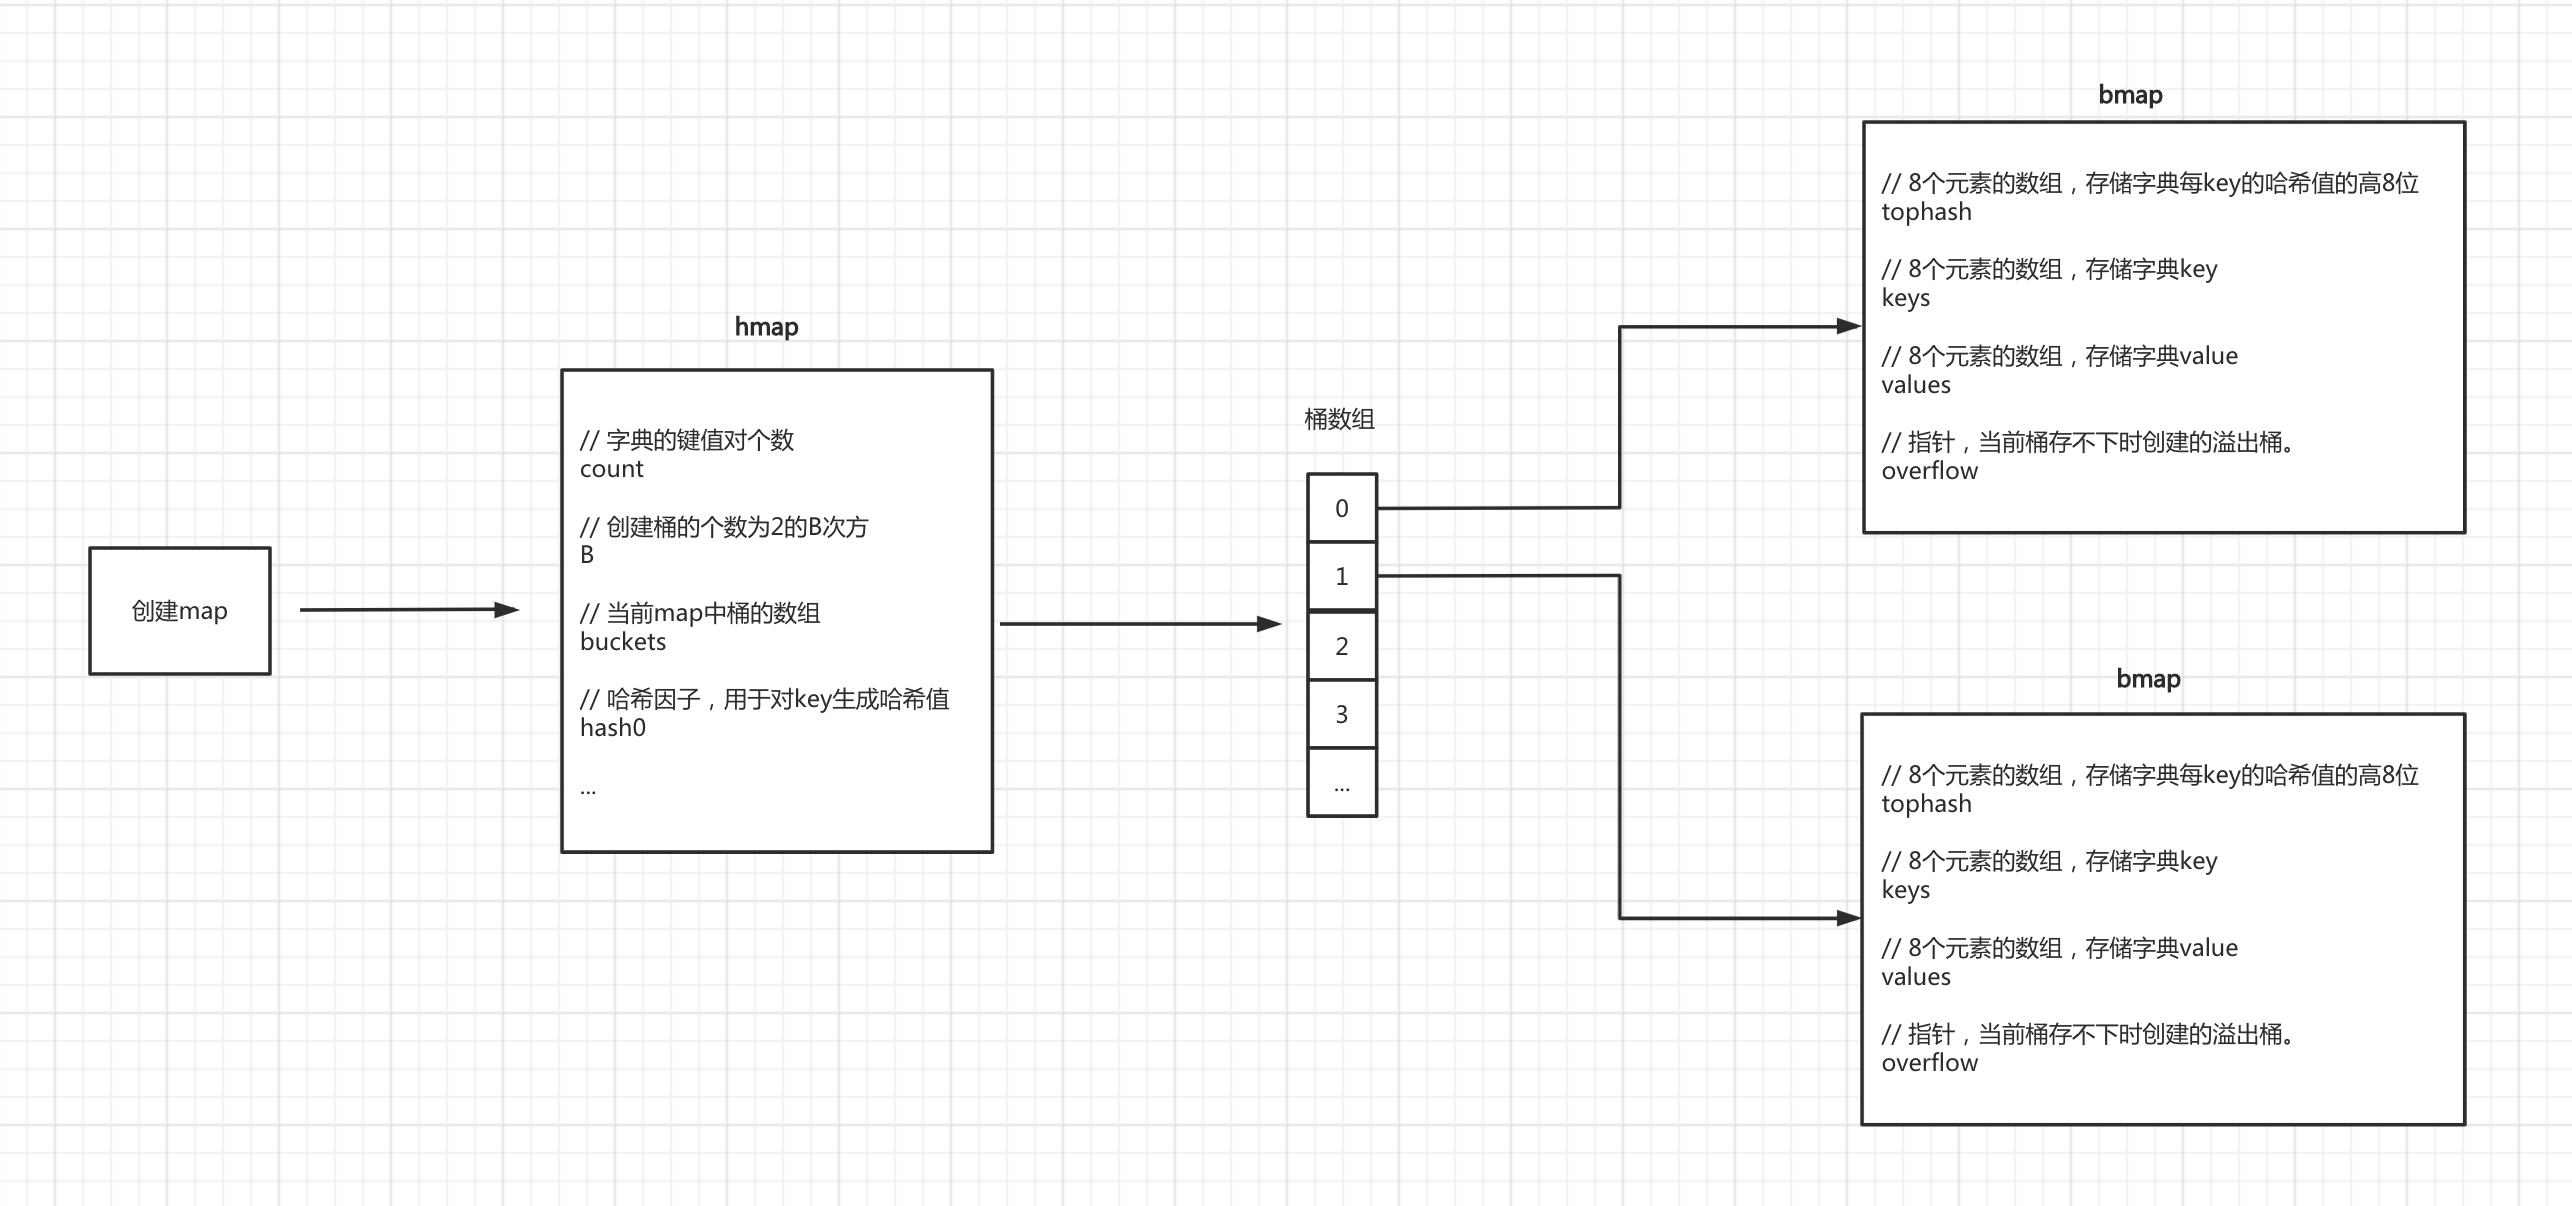 创建map
hmap
// 字典的键值对个数
count
// 创建桶的个数为2的B次方
B
// 当前map中桶的数组
buckets
// 哈希因子，用于对key生成哈希值
hash0
...
桶数组
0
1
2
3
...
bmap
// 8个元素的数组，存储字典每key的哈希值的高8位
tophash
// 8个元素的数组，存储字典key
keys
// 8个元素的数组，存储字典value
values
// 指针，当前桶存不下时创建的溢出桶。
overflow
bmap
// 8个元素的数组，存储字典每key的哈希值的高8位
tophash
// 8个元素的数组，存储字典key
keys
// 8个元素的数组，存储字典value
values
// 指针，当前桶存不下时创建的溢出桶。
overflow